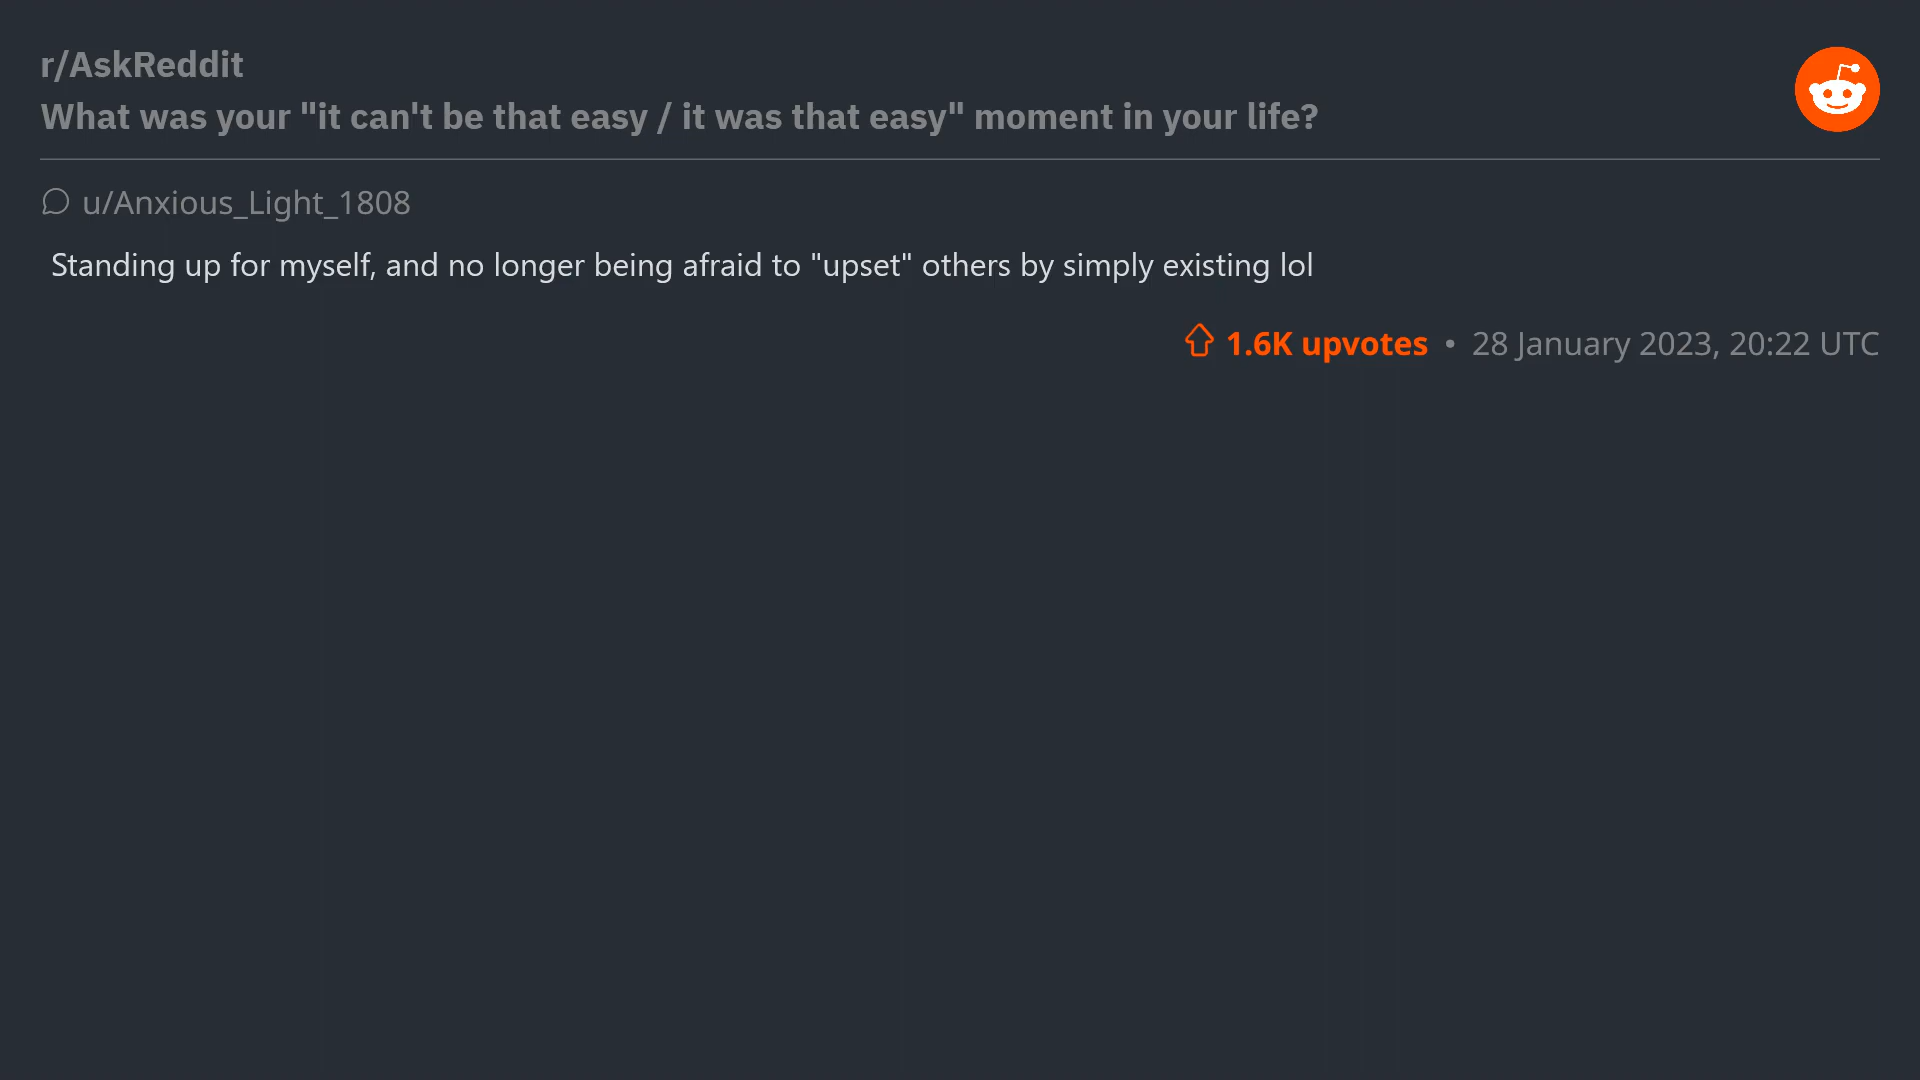 r/AskReddit
What was your "it can't be that easy / it was that easy" moment in your life?
u/Anxious_Light_1808
Standing up for myself, and no longer being afraid to "upset" others by simply existing lol
1.6K upvotes • 28 January 2023, 20:22 UTC